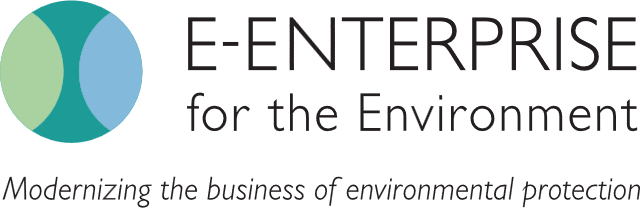 E-ENTERPRISE
for the Environment
Modernizing the business of environmental protection